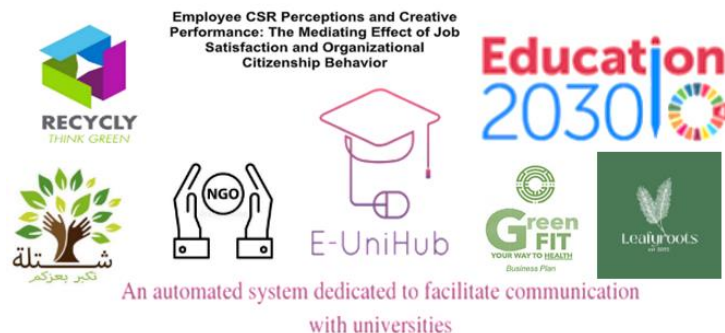 Employee CSR Perceptions and Creative
Performance: The Mediating Effect of Job
Satisfaction and Organizational
Citizenship Behavior
RECYCLY
THINK GREEN
Education
2030
شتلة
تكبر بعزكم
NGO
E-UniHub
Green
FIT
YOUR WAY TO HEALTH
Business Plan
Leafyroots
An automated system dedicated to facilitate communication
with universities